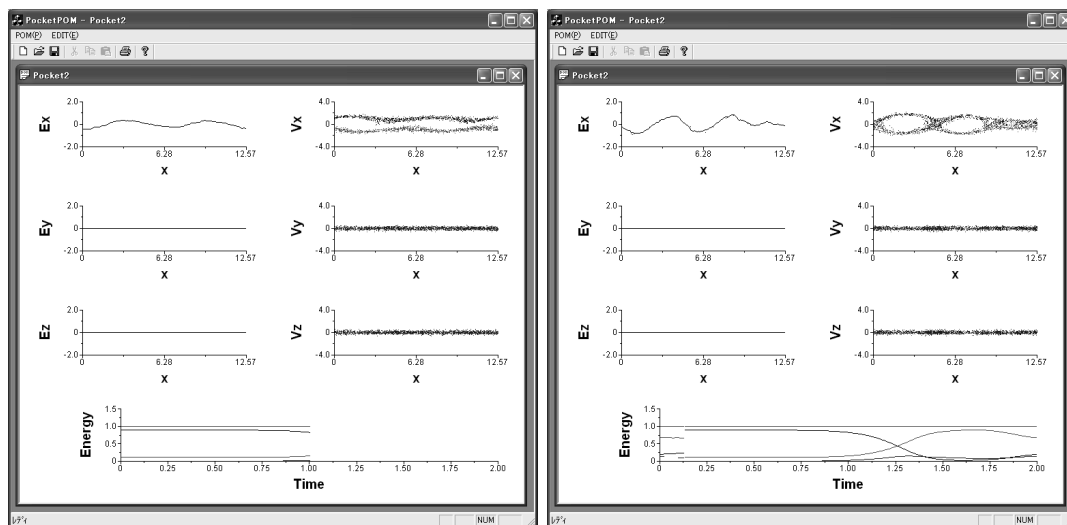 PocketPOM - Pocket2
POM(P) EDIT(E)
Pocket2
2.0
Ex 0
-2.0
0 6.28 12.57
X
4.0
Vx 0
-4.0
0 6.28 12.57
X
2.0
Ey 0
-2.0
0 6.28 12.57
X
4.0
Vy 0
-4.0
0 6.28 12.57
X
2.0
Ez 0
-2.0
0 6.28 12.57
X
4.0
Vz 0
-4.0
0 6.28 12.57
X
1.5
1.0
Energy 0.5
0
0 0.25 0.50 0.75 1.00 1.25 1.50 1.75 2.00
Time
ﾚﾃﾞｨ NUM
PocketPOM - Pocket2
POM(P) EDIT(E)
Pocket2
2.0
Ex 0
-2.0
0 6.28 12.57
X
4.0
Vx 0
-4.0
0 6.28 12.57
X
2.0
Ey 0
-2.0
0 6.28 12.57
X
4.0
Vy 0
-4.0
0 6.28 12.57
X
2.0
Ez 0
-2.0
0 6.28 12.57
X
4.0
Vz 0
-4.0
0 6.28 12.57
X
1.5
1.0
Energy 0.5
0
0 0.25 0.50 0.75 1.00 1.25 1.50 1.75 2.00
Time
ﾚﾃﾞｨ NUM